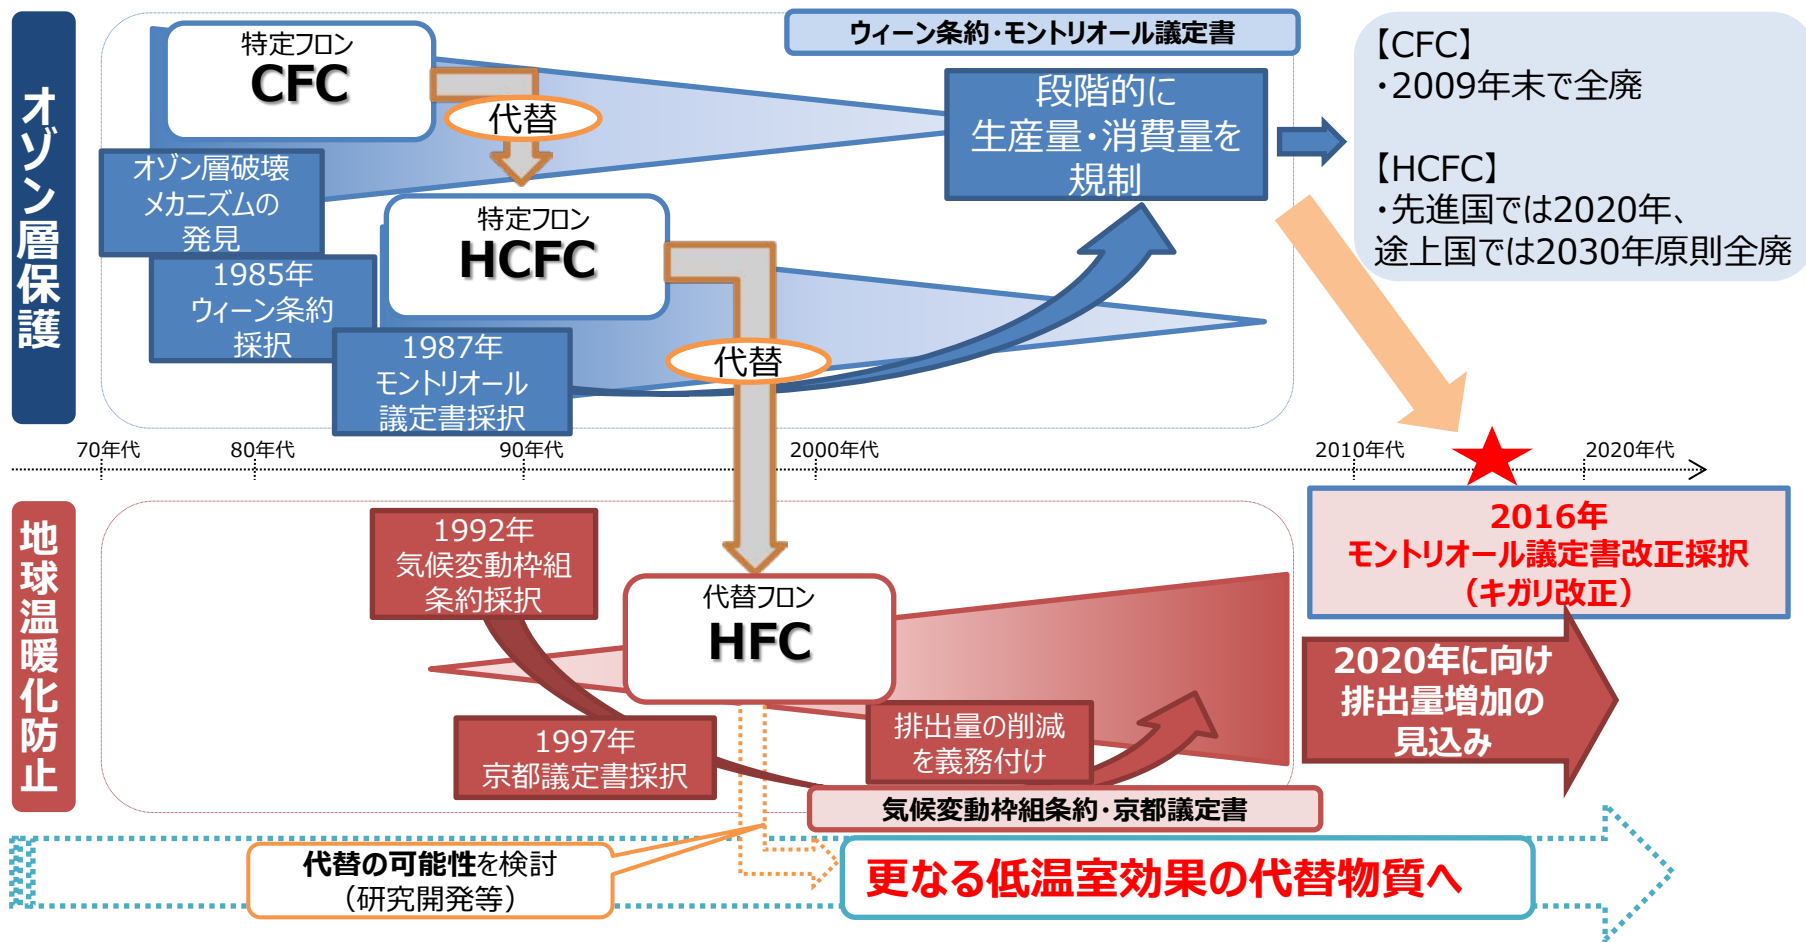 オゾン層保護
特定フロン
CFC
代替
ウィーン条約・モントリオール議定書
段階的に
生産量・消費量を
規制
【CFC】
・2009年末で全廃
【HCFC】
・先進国では2020年、
途上国では2030年原則全廃
オゾン層破壊
メカニズムの
発見
特定フロン
HCFC
1985年
ウィーン条約
採択
1987年
モントリオール
議定書採択
代替
70年代
80年代
90年代
2000年代
2010年代
2020年代
地球温暖化防止
1992年
気候変動枠組
条約採択
代替フロン
HFC
2016年
モントリオール議定書改正採択
（キガリ改正）
2020年に向け
排出量増加の
見込み
1997年
京都議定書採択
排出量の削減
を義務付け
気候変動枠組条約・京都議定書
代替の可能性を検討
（研究開発等）
更なる低温室効果の代替物質へ